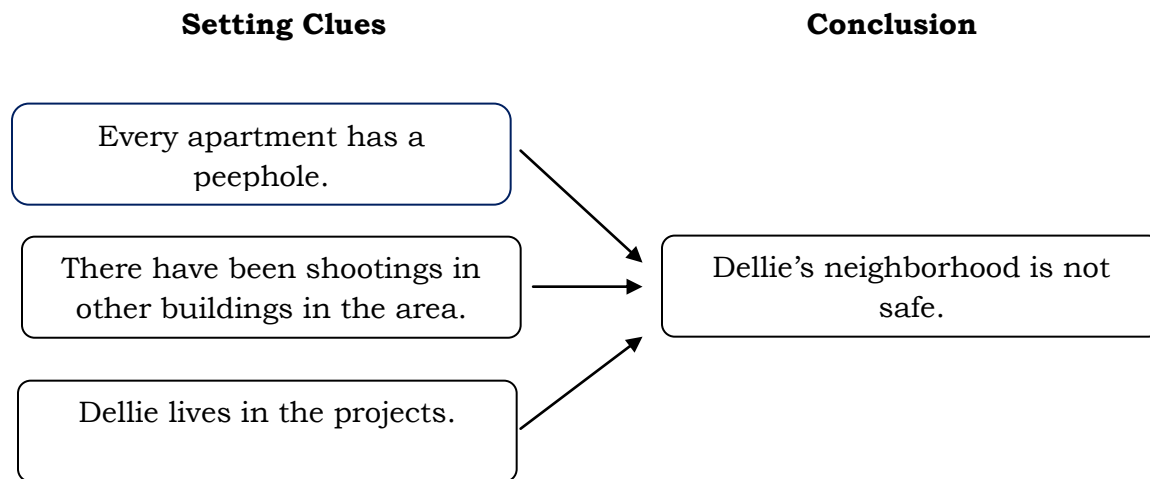 Setting Clues
Conclusion
Every apartment has a
peephole.
There have been shootings in
other buildings in the area.
Dellie lives in the projects.
Dellie’s neighborhood is not
safe.